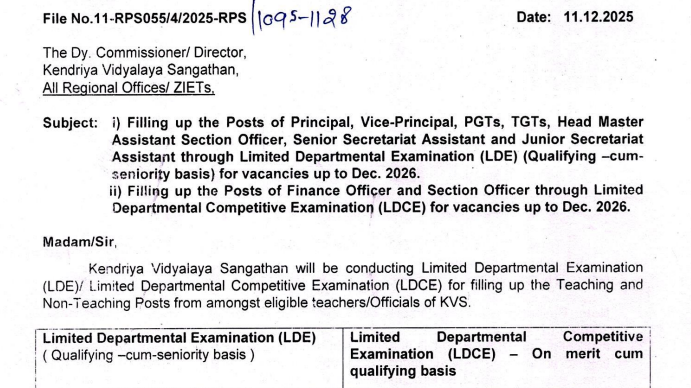 File No.11-RPS055/4/2025-RPS /1095-1128 Date: 11.12.2025
The Dy. Commissioner/ Director,
Kendriya Vidyalaya Sangathan,
All Regional Offices/ ZIETs.
Subject: i) Filling up the Posts of Principal, Vice-Principal, PGTs, TGTs, Head Master
Assistant Section Officer, Senior Secretariat Assistant and Junior Secretariat
Assistant through Limited Departmental Examination (LDE) (Qualifying –cum-
seniority basis) for vacancies up to Dec. 2026.
ii) Filling up the Posts of Finance Officer and Section Officer through Limited
Departmental Competitive Examination (LDCE) for vacancies up to Dec. 2026.
Madam/Sir,
Kendriya Vidyalaya Sangathan will be conducting Limited Departmental Examination
(LDE)/ Limited Departmental Competitive Examination (LDCE) for filling up the Teaching and
Non-Teaching Posts from amongst eligible teachers/Officials of KVS.
Limited Departmental Examination (LDE)
( Qualifying –cum-seniority basis )
Limited Departmental Competitive
Examination (LDCE) – On merit cum
qualifying basis